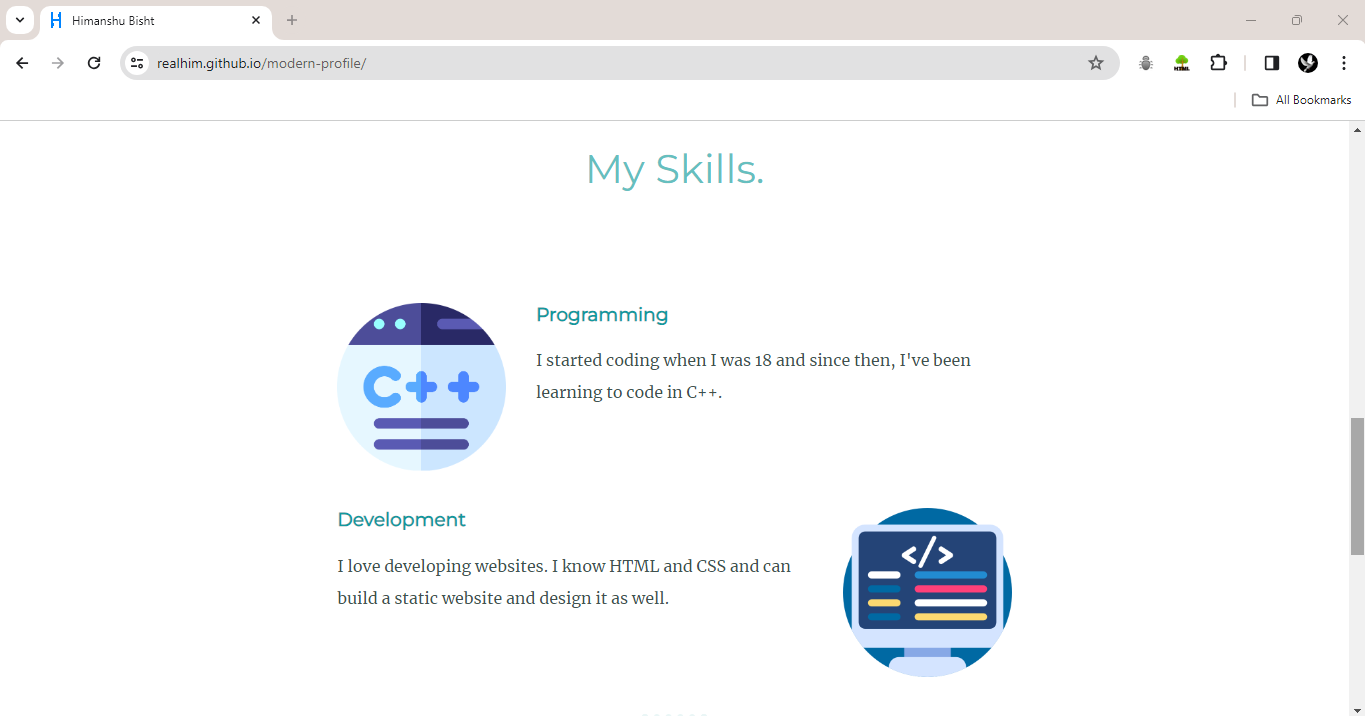 Himanshu Bisht
realhim.github.io/modern-profile/
HTML
All Bookmarks
My Skills.
C++
Programming
I started coding when I was 18 and since then, I've been
learning to code in C++.
Development
I love developing websites. I know HTML and CSS and can
build a static website and design it as well.
</>